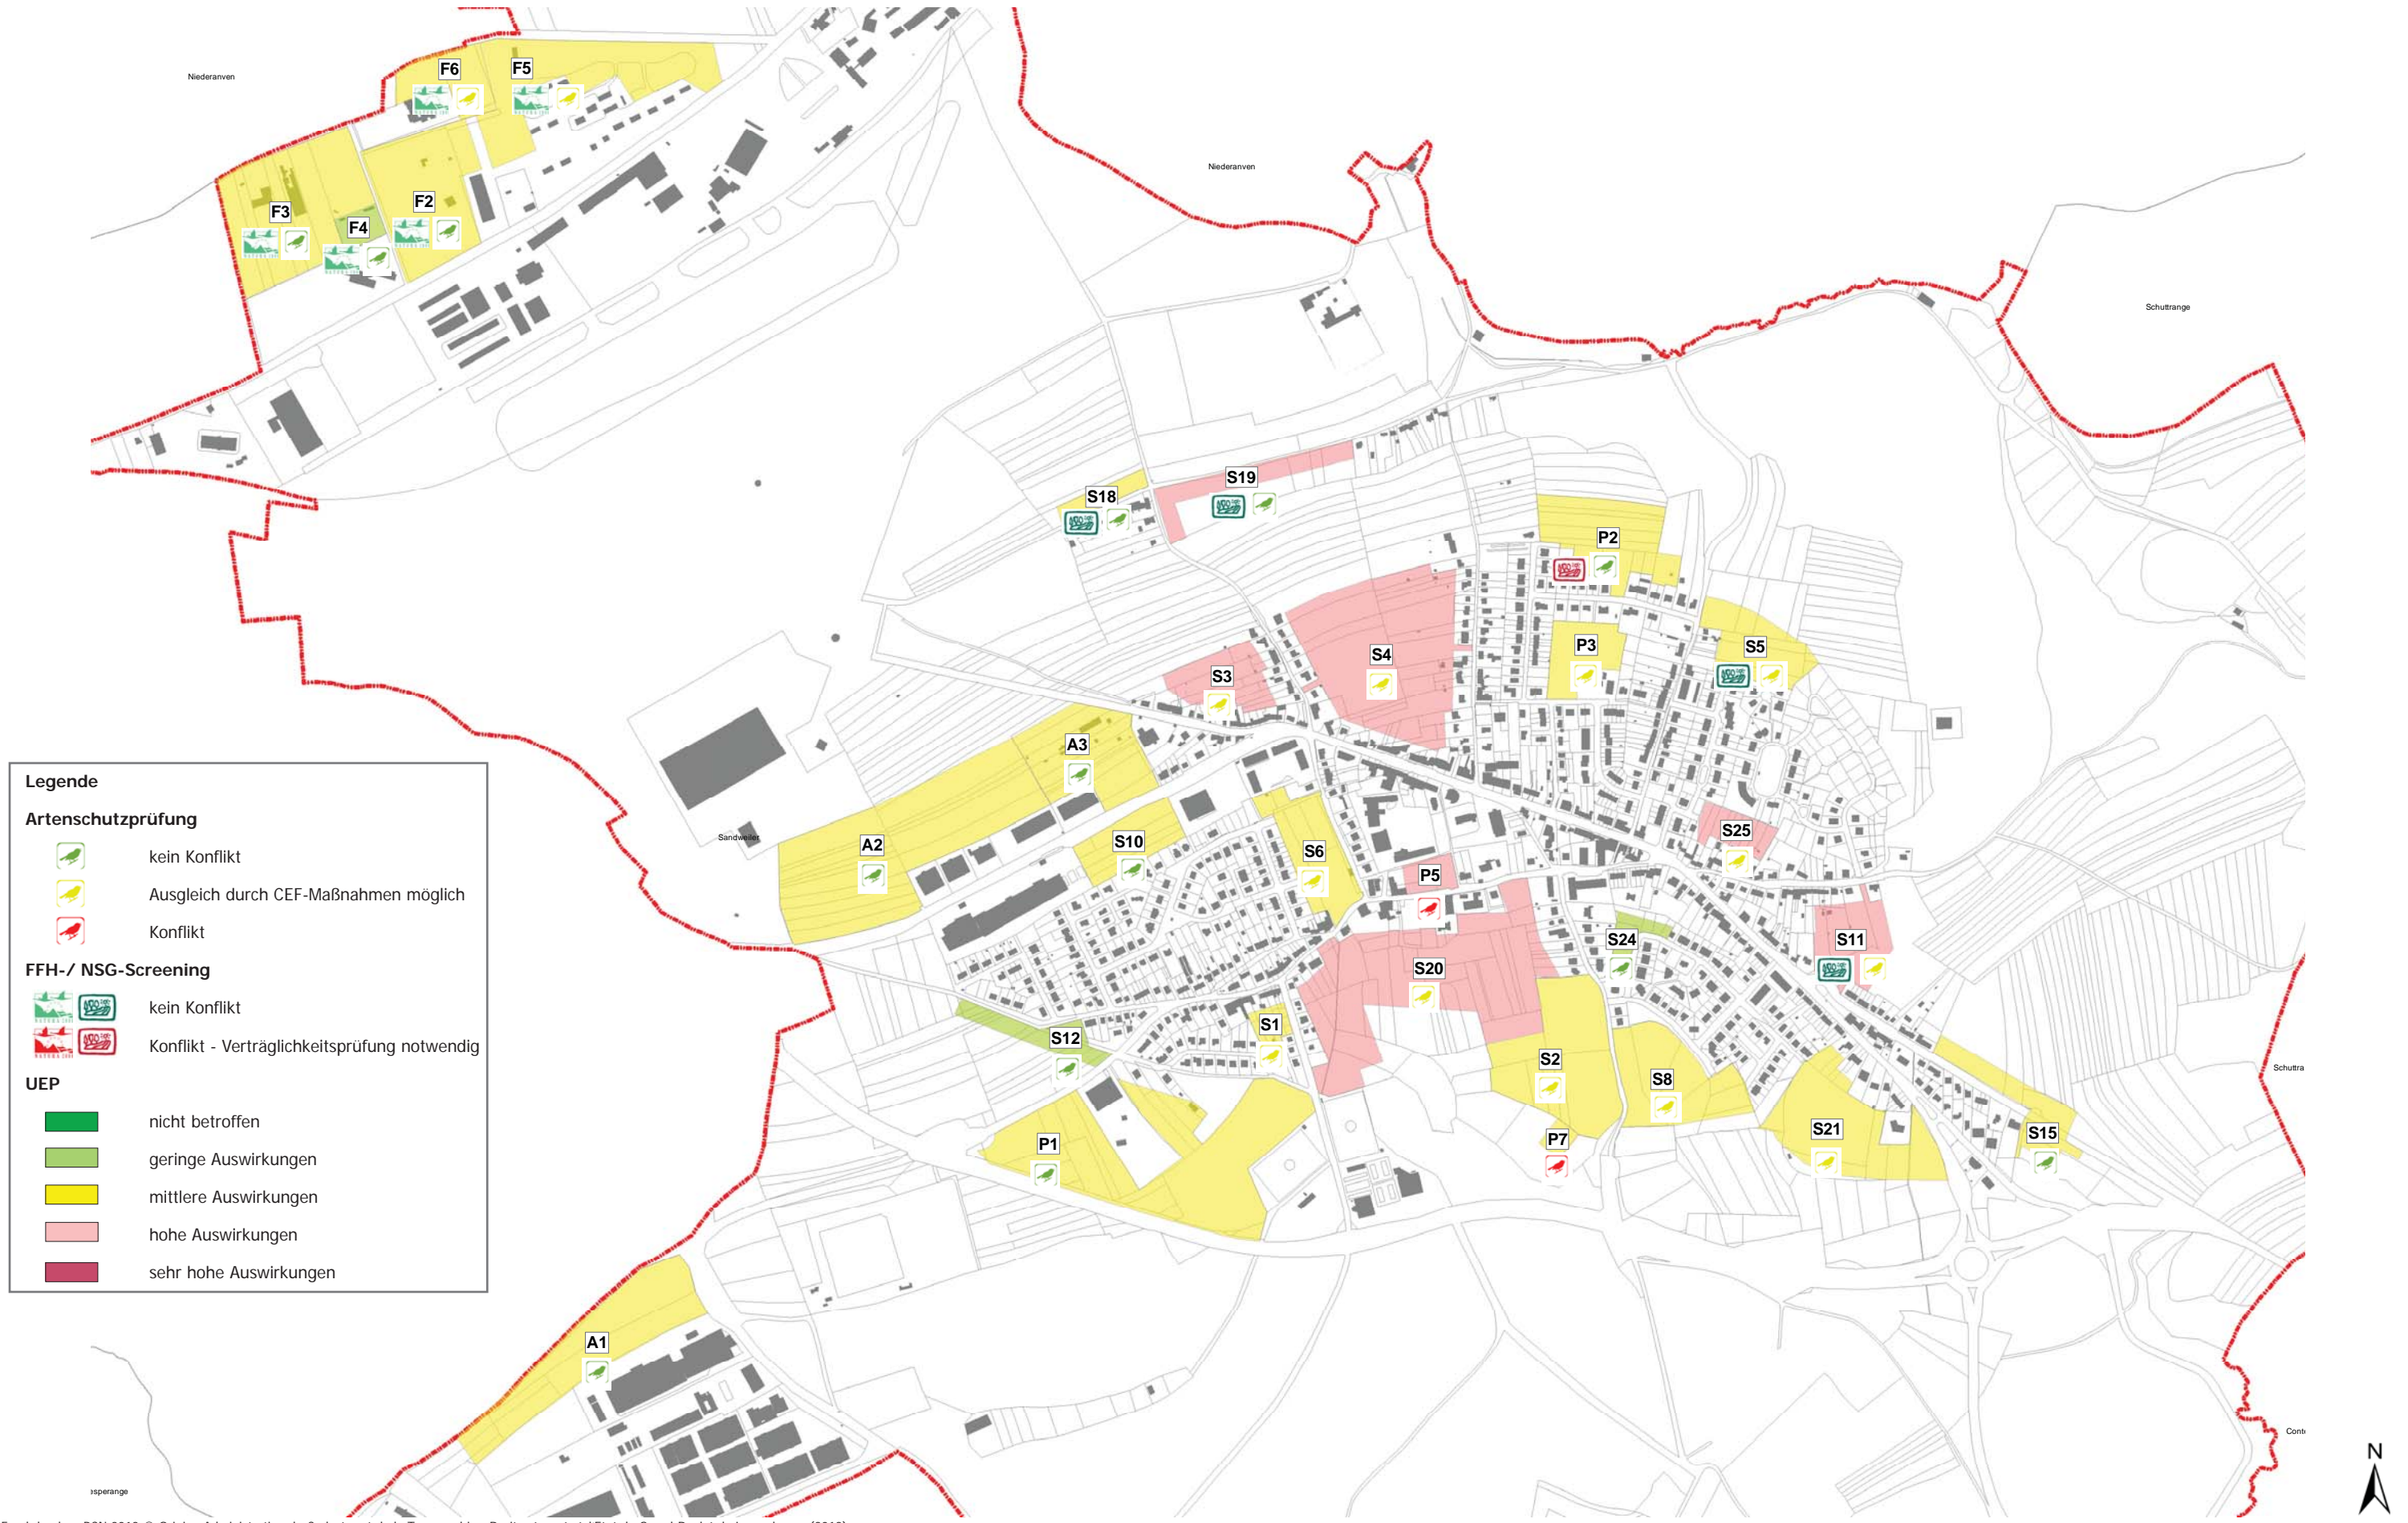 Niederanven
F6
F5
F3
F4
F2
Niederanven
Schuttrange
S18
S19
P2
P3
S5
S3
S4
A3
Sandweiler
A2
S10
S6
P5
S25
S24
S11
S20
S12
S1
S2
S8
P1
P7
S21
S15
Schuttra
A1
Cont
sperange
N
Legende
Artenschutzprüfung
kein Konflikt
Ausgleich durch CEF-Maßnahmen möglich
Konflikt
FFH-/ NSG-Screening
kein Konflikt
Konflikt - Verträglichkeitsprüfung notwendig
UEP
nicht betroffen
geringe Auswirkungen
mittlere Auswirkungen
hohe Auswirkungen
sehr hohe Auswirkungen